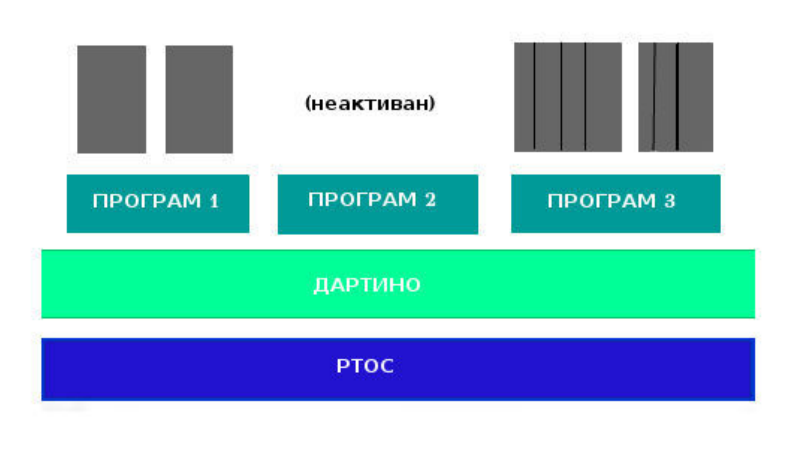 (неактиван)
ПРОГРАМ 1
ПРОГРАМ 2
ПРОГРАМ 3
ДАРТИНО
РТОС